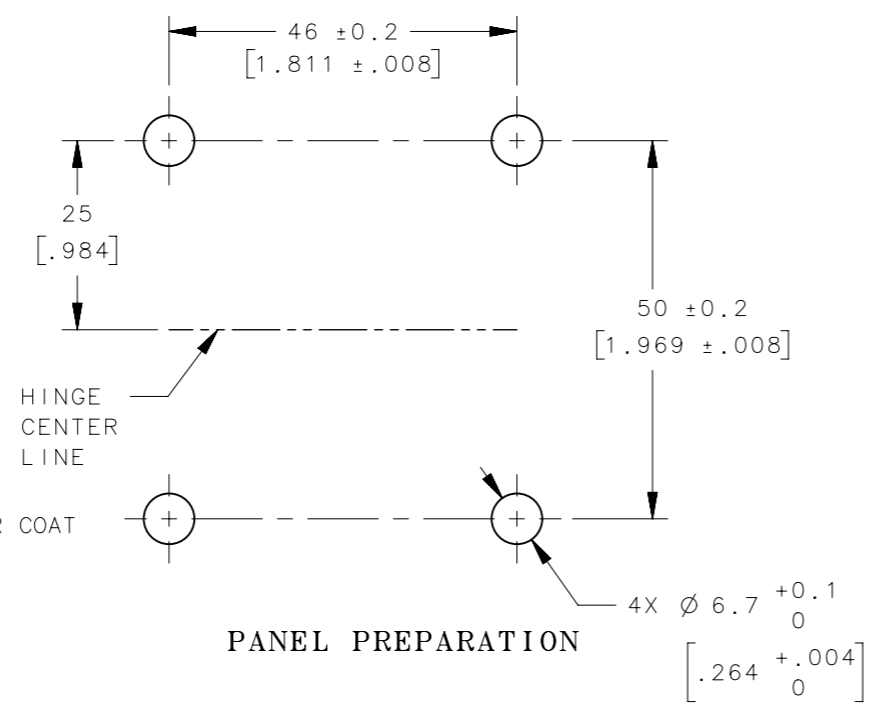 46 ±0.2
[1.811 ±.008]
25
[.984]
50 ±0.2
[1.969 ±.008]
HINGE
CENTER
LINE
COAT
4X Ø 6.7 +0.1
0
PANEL PREPARATION
[.264 +.004
0]